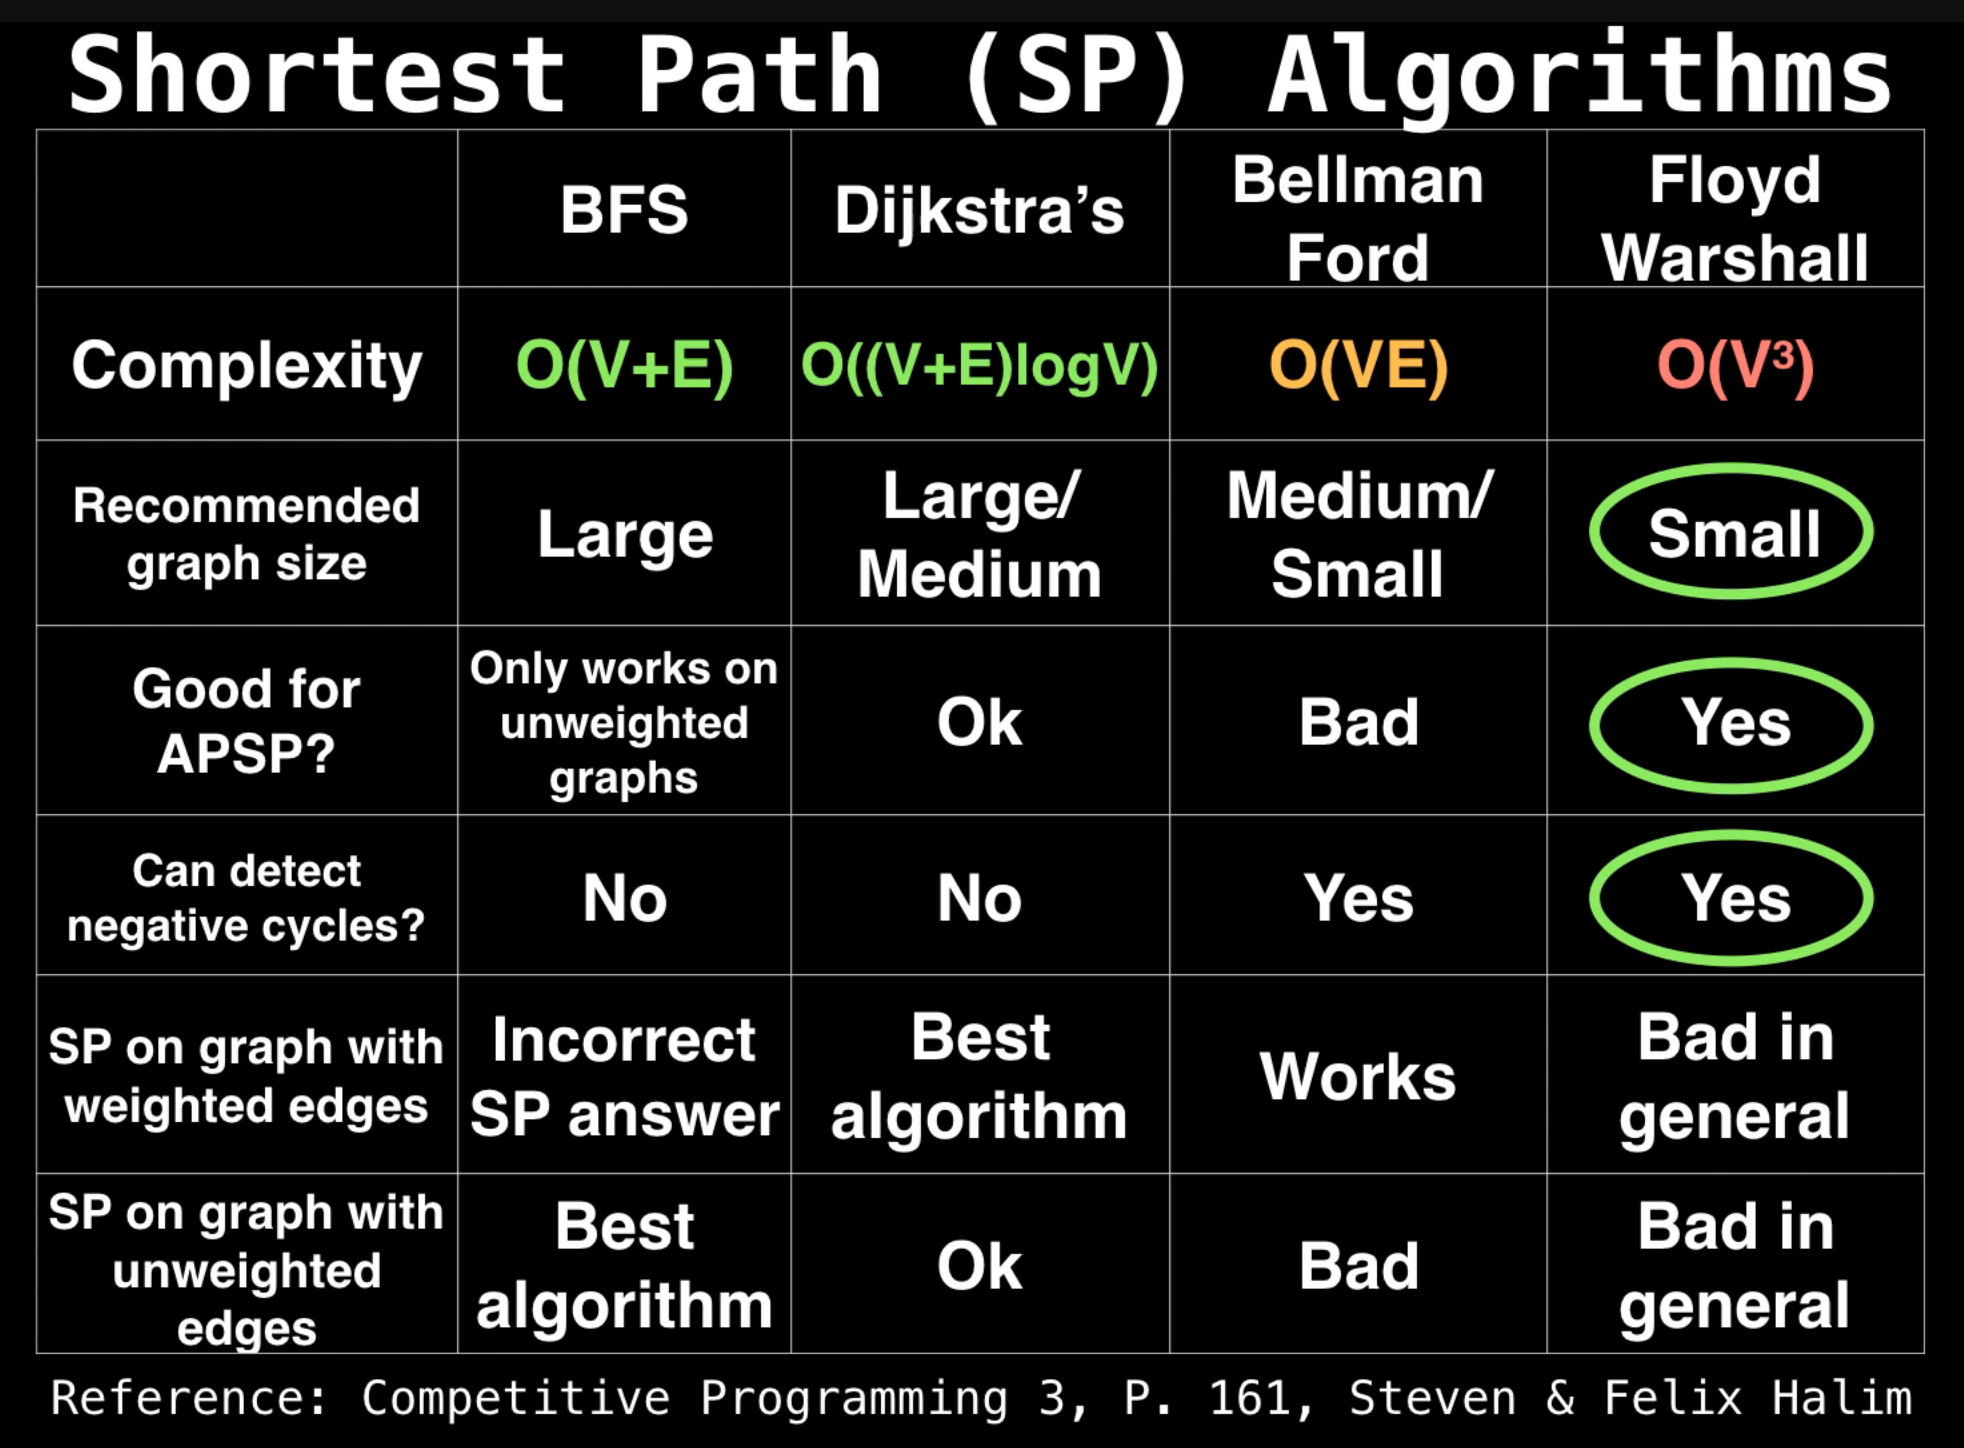 Shortest Path (SP) Algorithms
BFS
Dijkstra’s
Bellman
Ford
Floyd
Warshall
Complexity
O(V+E)
O((V+E)logV)
O(VE)
O(V³)
Recommended
graph size
Large
Large/
Medium
Medium/
Small
Small
Good for
APSP?
Only works on
unweighted
graphs
Ok
Bad
Yes
Can detect
negative cycles?
No
No
Yes
Yes
SP on graph with
weighted edges
Incorrect
SP answer
Best
algorithm
Works
Bad in
general
SP on graph with
unweighted
edges
Best
algorithm
Ok
Bad
Bad in
general
Reference: Competitive Programming 3, P. 161, Steven & Felix Halim